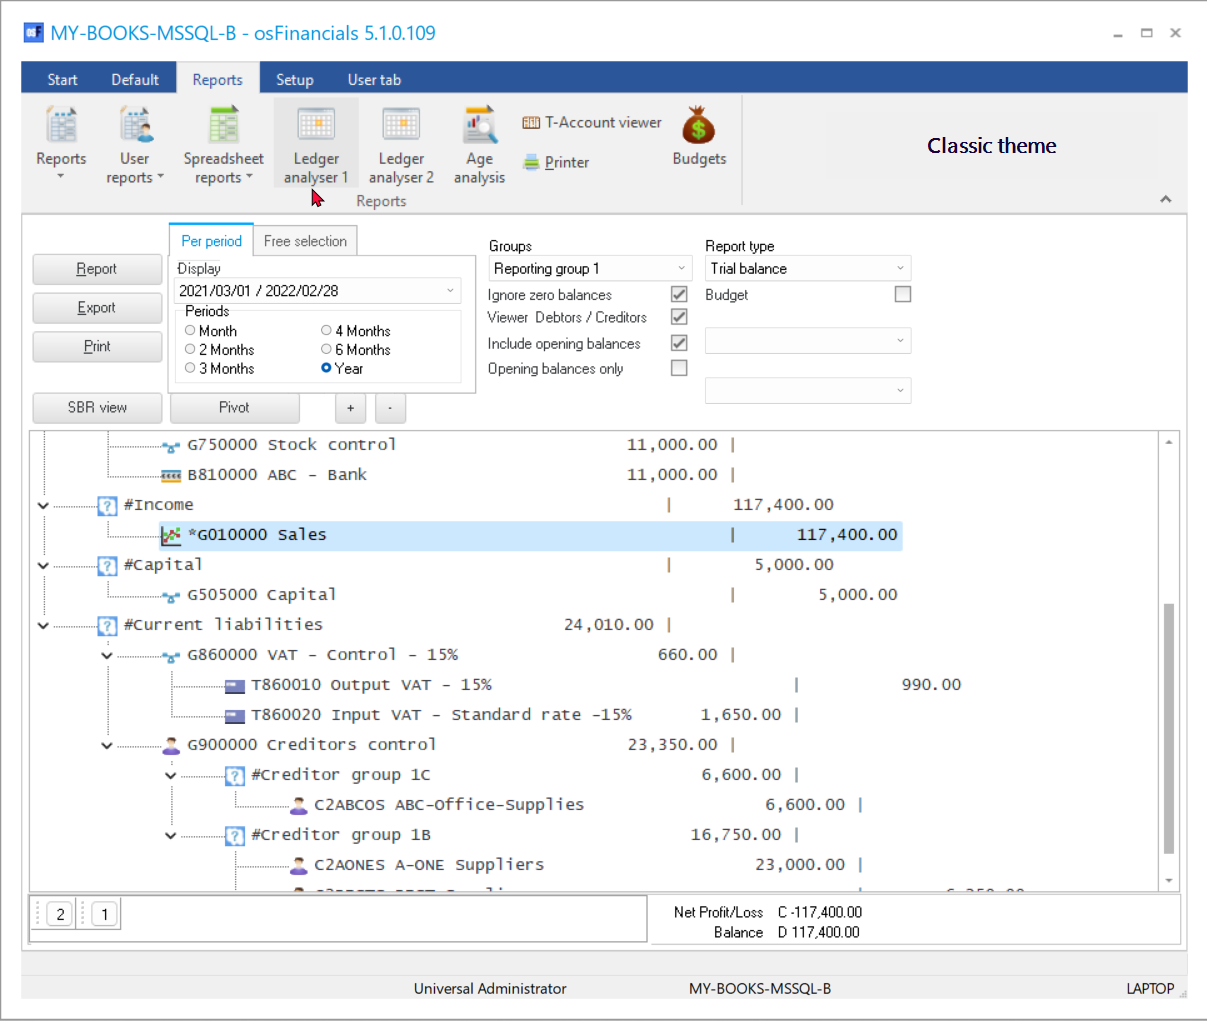 MY-BOOKS-MSSQL-B - osFinancials 5.1.0.109
Start Default Reports Setup User tab
Reports
User reports
Spreadsheet reports
Ledger analyser 1
Ledger analyser 2
Age analysis
T-Account viewer
Printer
Budgets
Reports
Classic theme
Report
Export
Print
SBR view
Pivot
+
-
Per period Free selection
Display
2021/03/01 / 2022/02/28
Periods
Month 4 Months
2 Months 6 Months
3 Months Year
Groups
Reporting group 1
Ignore zero balances
Viewer Debtors / Creditors
Include opening balances
Opening balances only
Report type
Trial balance
Budget
G750000 Stock control 11,000.00 |
B810000 ABC - Bank 11,000.00 |
#Income | 117,400.00
*G010000 Sales | 117,400.00
#Capital | 5,000.00
G505000 Capital | 5,000.00
#Current liabilities 24,010.00 |
G860000 VAT - Control - 15% 660.00 |
T860010 Output VAT - 15% | 990.00
T860020 Input VAT - Standard rate -15% 1,650.00 |
G900000 Creditors control 23,350.00 |
#Creditor group 1C 6,600.00 |
C2ABCOS ABC-Office-Supplies 6,600.00 |
#Creditor group 1B 16,750.00 |
C2AONES A-ONE Suppliers 23,000.00 |
2 1
Net Profit/Loss C -117,400.00
Balance D 117,400.00
Universal Administrator MY-BOOKS-MSSQL-B LAPTOP